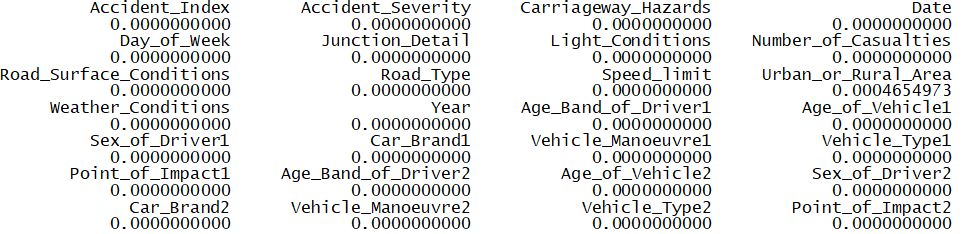 Accident_Index Accident_Severity Carriageway_Hazards Date
0.0000000000 0.0000000000 0.0000000000 0.0000000000
Day_of_Week Junction_Detail Light_Conditions Number_of_Casualties
0.0000000000 0.0000000000 0.0000000000 0.0000000000
Road_Surface_Conditions Road_Type Speed_limit Urban_or_Rural_Area
0.0000000000 0.0000000000 0.0000000000 0.0004654973
Weather_Conditions Year Age_Band_of_Driver1 Age_of_Vehicle1
0.0000000000 0.0000000000 0.0000000000 0.0000000000
Sex_of_Driver1 Car_Brand1 Vehicle_Manoeuvre1 Vehicle_Type1
0.0000000000 0.0000000000 0.0000000000 0.0000000000
Point_of_Impact1 Age_Band_of_Driver2 Age_of_Vehicle2 Sex_of_Driver2
0.0000000000 0.0000000000 0.0000000000 0.0000000000
Car_Brand2 Vehicle_Manoeuvre2 Vehicle_Type2 Point_of_Impact2
0.0000000000 0.0000000000 0.0000000000 0.0000000000